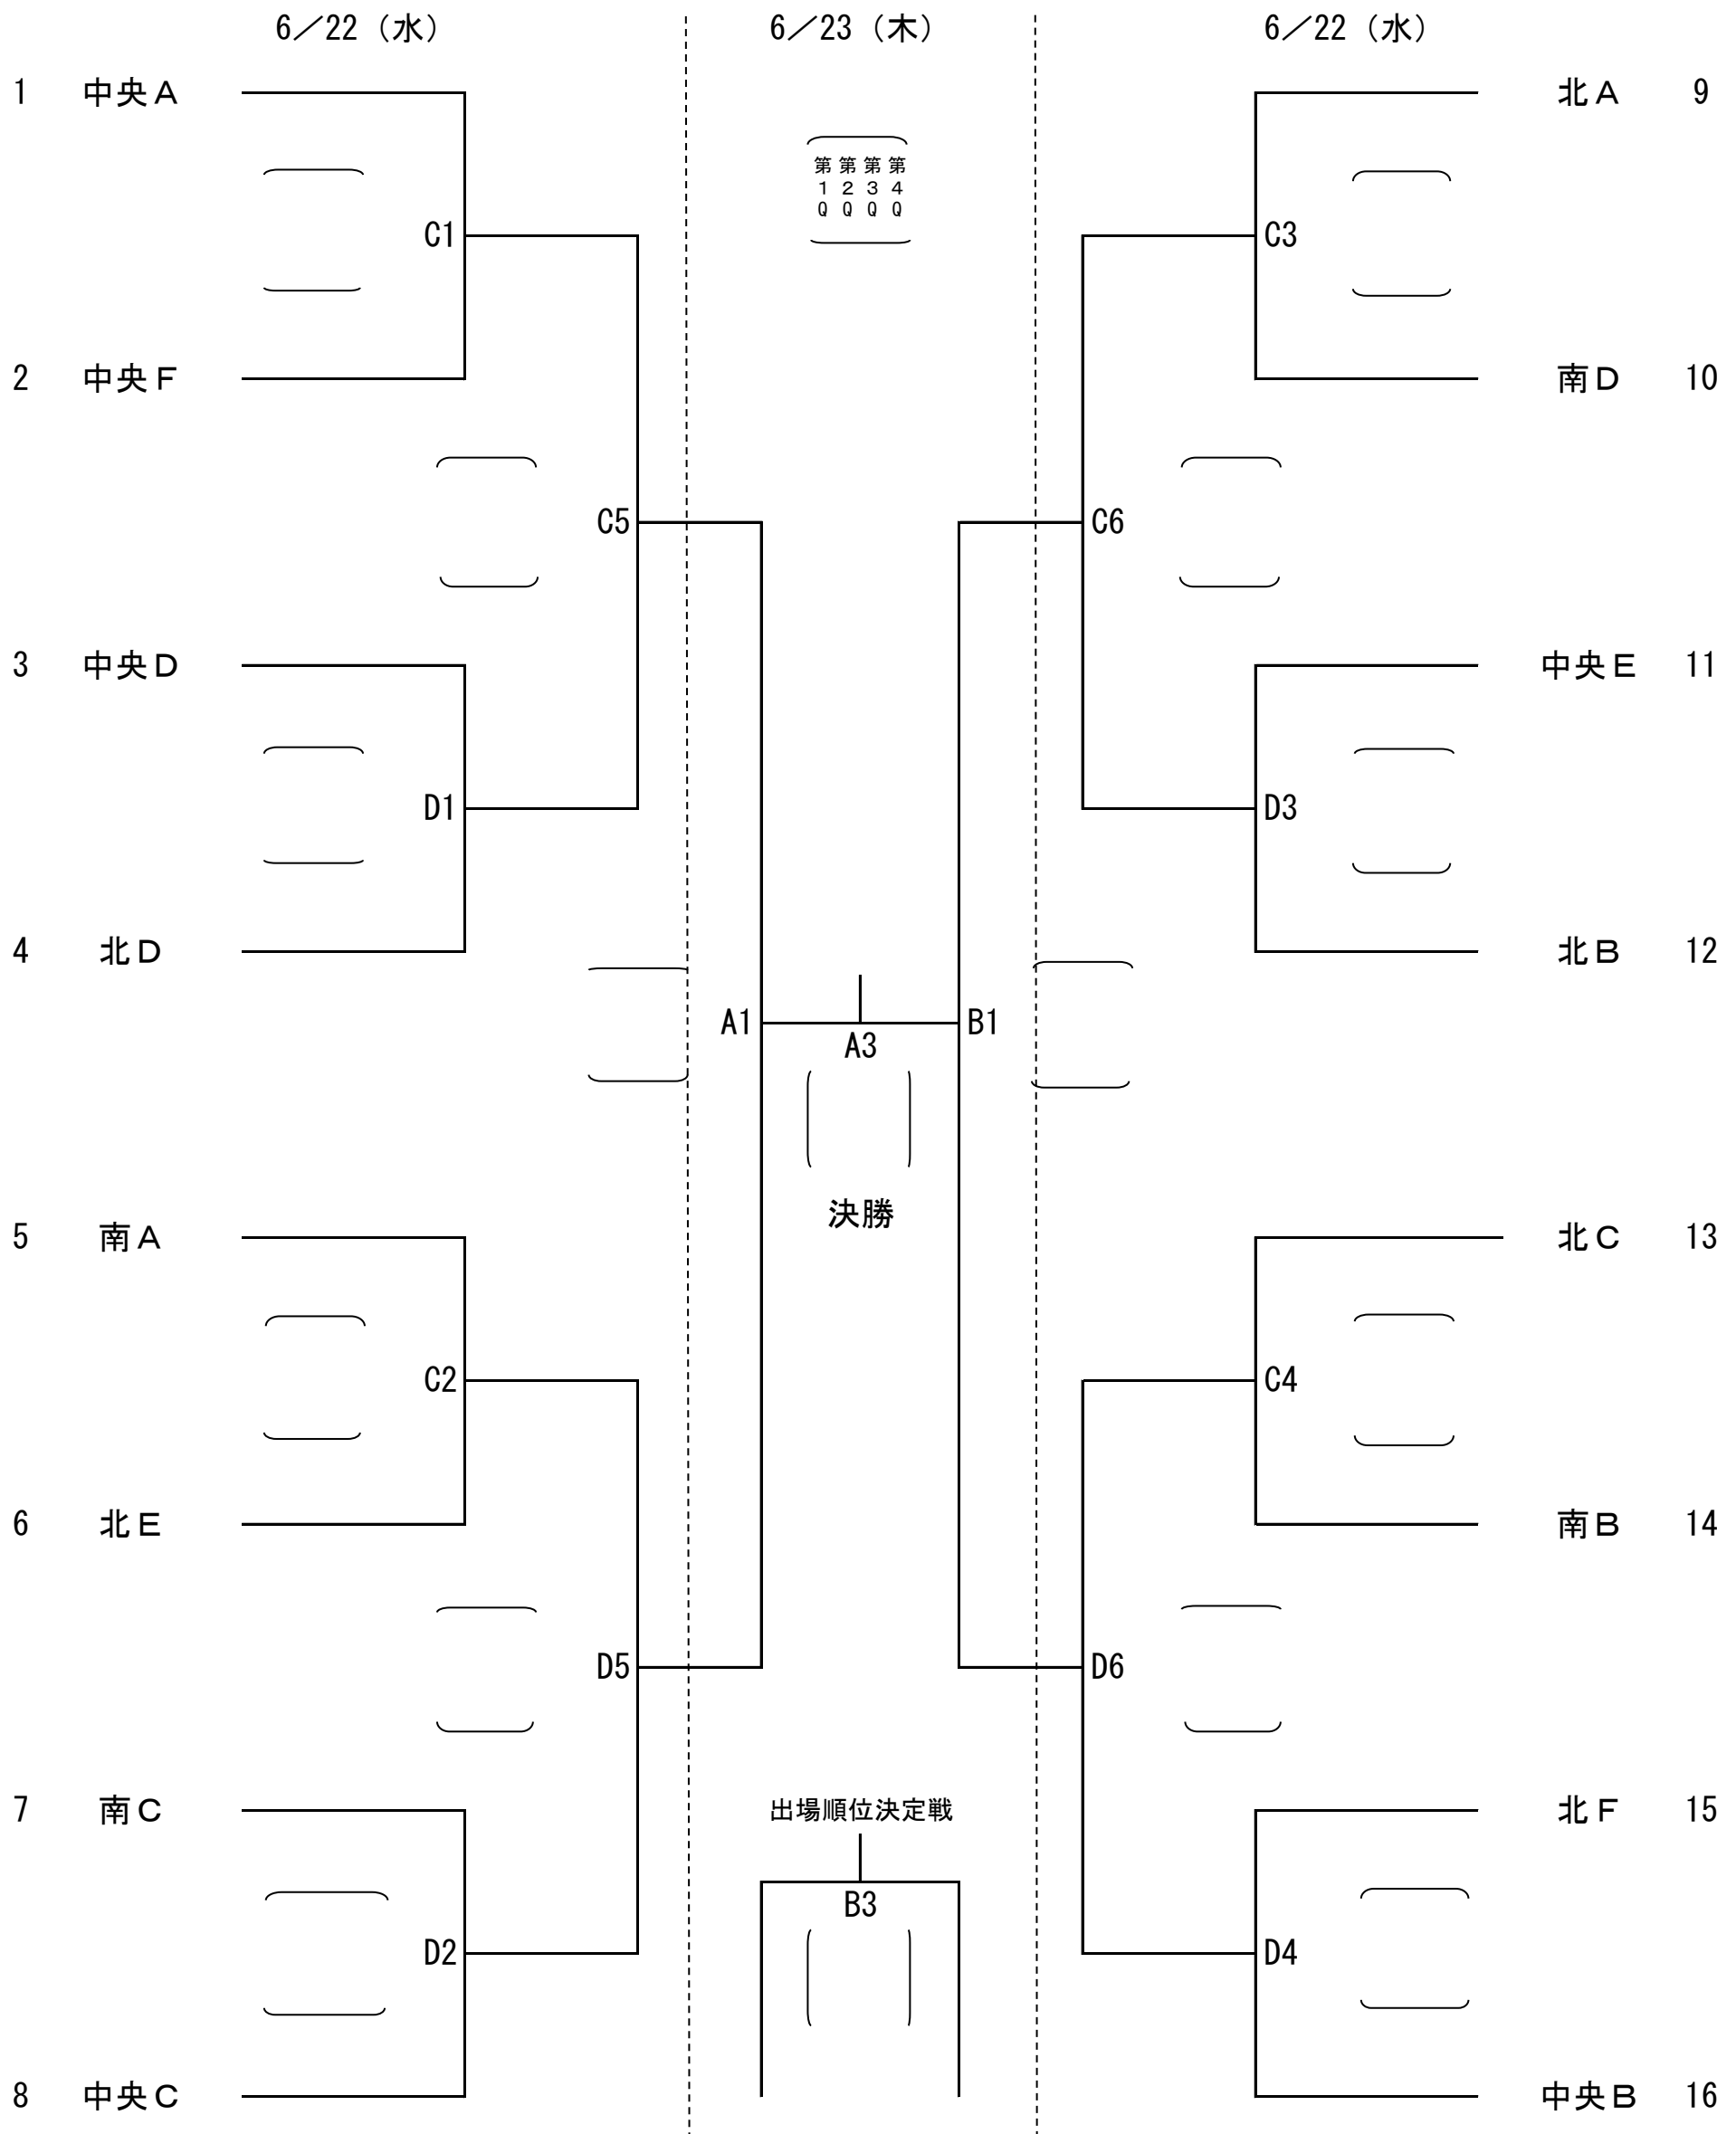 6／22（水） 6／23（木） 6／22（水）
1 中央Ａ 北Ａ 9
第1Q 第2Q 第3Q 第4Q
C1 C3
2 中央Ｆ 南Ｄ 10
C5 C6
3 中央Ｄ 中央Ｅ 11
D1 D3
4 北Ｄ 北Ｂ 12
A1 B1
A3
決勝
5 南Ａ 北Ｃ 13
C2 C4
6 北Ｅ 南Ｂ 14
D5 D6
7 南Ｃ 出場順位決定戦 北Ｆ 15
B3
D2 D4
8 中央Ｃ 中央Ｂ 16